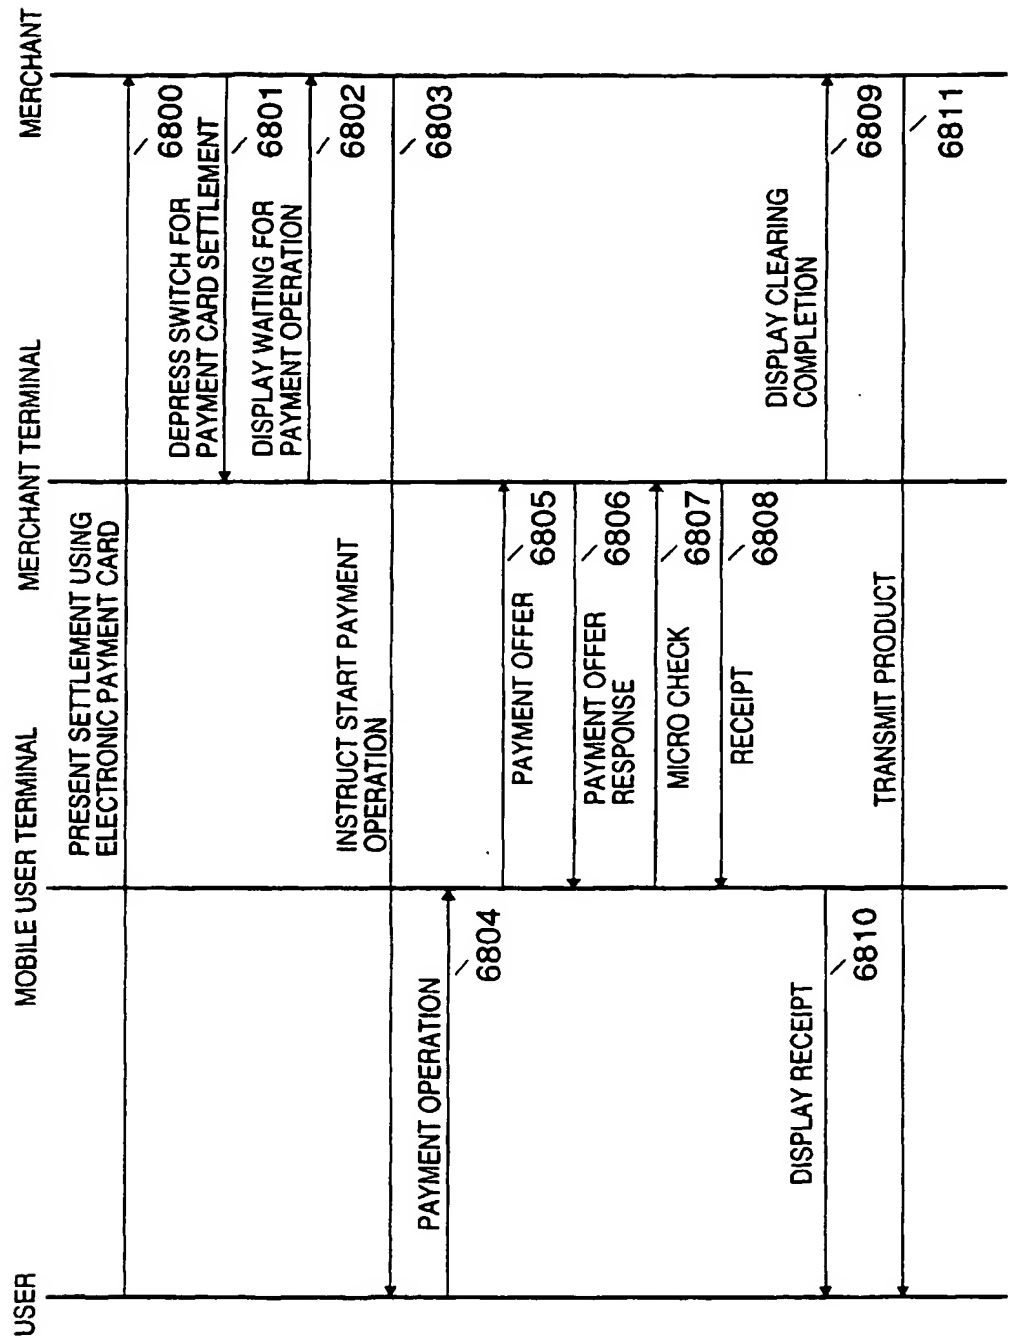 USER
MOBILE USER TERMINAL
MERCHANT TERMINAL
MERCHANT
PRESENT SETTLEMENT USING
ELECTRONIC PAYMENT CARD
6800
DEPRESS SWITCH FOR
PAYMENT CARD SETTLEMENT
6801
DISPLAY WAITING FOR
PAYMENT OPERATION
6802
INSTRUCT START PAYMENT
OPERATION
6803
PAYMENT OPERATION
6804
PAYMENT OFFER
6805
PAYMENT OFFER
RESPONSE
6806
MICRO CHECK
6807
RECEIPT
6808
DISPLAY CLEARING
COMPLETION
6809
DISPLAY RECEIPT
6810
TRANSMIT PRODUCT
6811